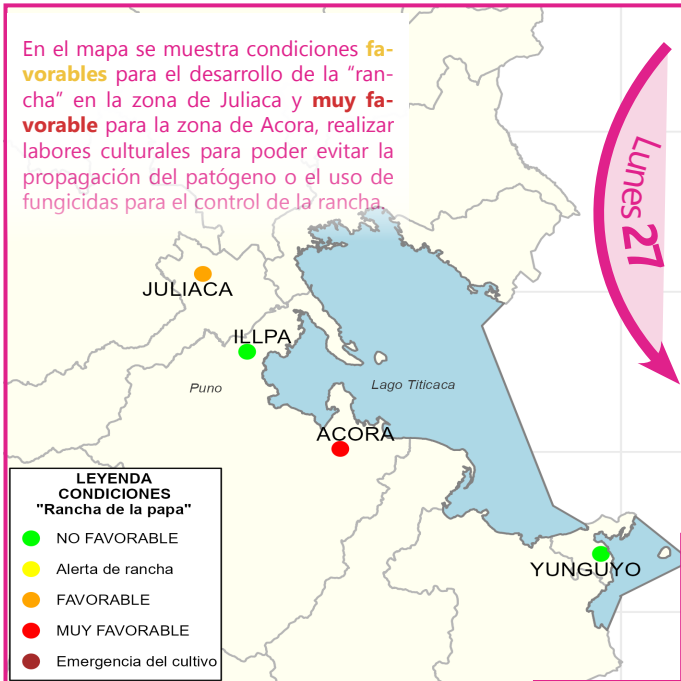 En el mapa se muestra condiciones fa-
vorables para el desarrollo de la “ran-
cha” en la zona de Juliaca y muy fa-
vorable para la zona de Acora, realizar
labores culturales para poder evitar la
propagación del patógeno o el uso de
fungicidas para el control de la rancha.
Lunes 27
JULIACA
ILLPA
Puno
Lago Titicaca
ACORA
YUNGUYO
LEYENDA
CONDICIONES
"Rancha de la papa"
NO FAVORABLE
Alerta de rancha
FAVORABLE
MUY FAVORABLE
Emergencia del cultivo